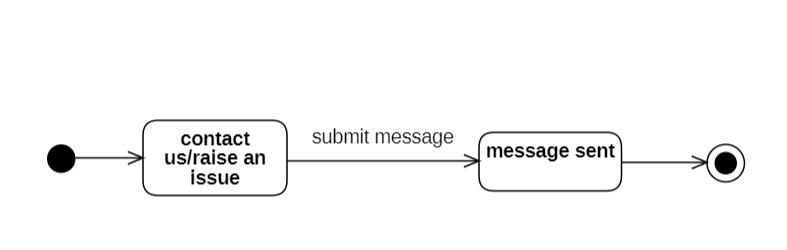 contact
us/raise an
issue
submit message
message sent